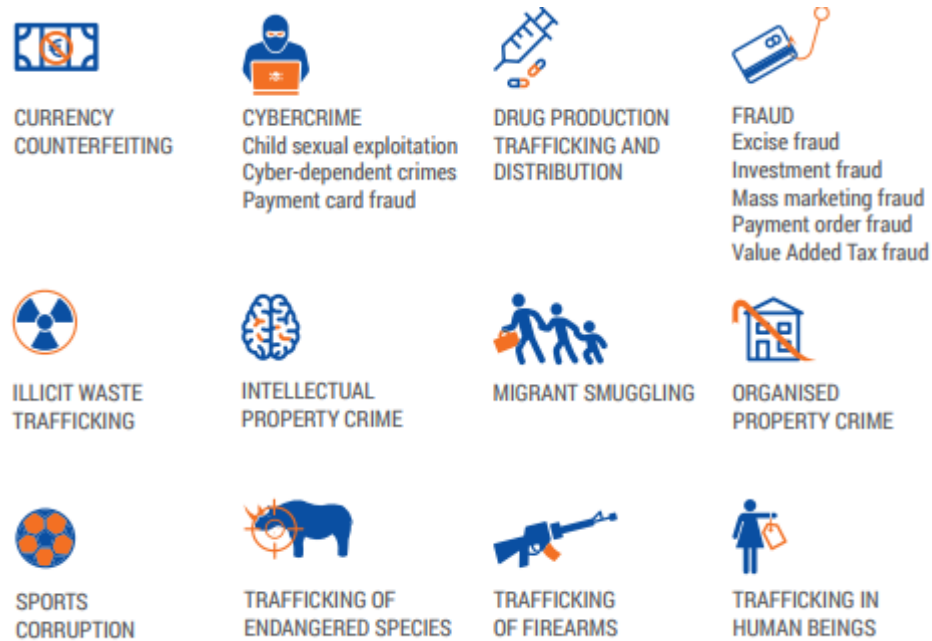 CURRENCY
COUNTERFEITING
CYBERCRIME
Child sexual exploitation
Cyber-dependent crimes
Payment card fraud
DRUG PRODUCTION
TRAFFICKING AND
DISTRIBUTION
FRAUD
Excise fraud
Investment fraud
Mass marketing fraud
Payment order fraud
Value Added Tax fraud
ILLICIT WASTE
TRAFFICKING
INTELLECTUAL
PROPERTY CRIME
MIGRANT SMUGGLING
ORGANISED
PROPERTY CRIME
SPORTS
CORRUPTION
TRAFFICKING OF
ENDANGERED SPECIES
TRAFFICKING
OF FIREARMS
TRAFFICKING IN
HUMAN BEINGS